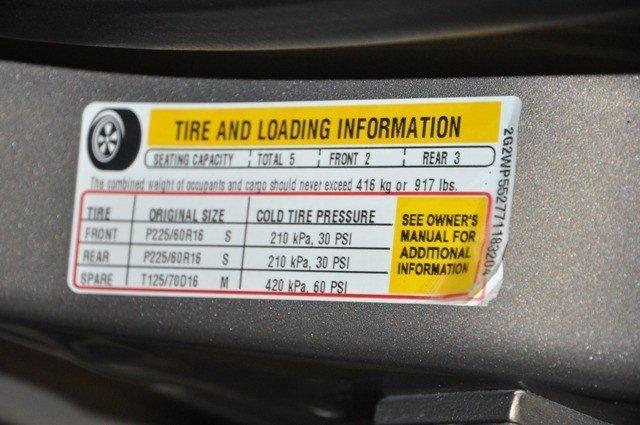 TIRE AND LOADING INFORMATION
SEATING CAPACITY TOTAL 5 FRONT 2 REAR 3
The combined weight of occupants and cargo should never exceed 416 kg or 917 lbs.
TIRE ORIGINAL SIZE COLD TIRE PRESSURE
FRONT P225/60R16 S 210 kPa, 30 PSI
REAR P225/60R16 S 210 kPa, 30 PSI
SPARE T125/70D16 M 420 kPa, 60 PSI
SEE OWNER'S
MANUAL FOR
ADDITIONAL
INFORMATION
2G2WP552771183204